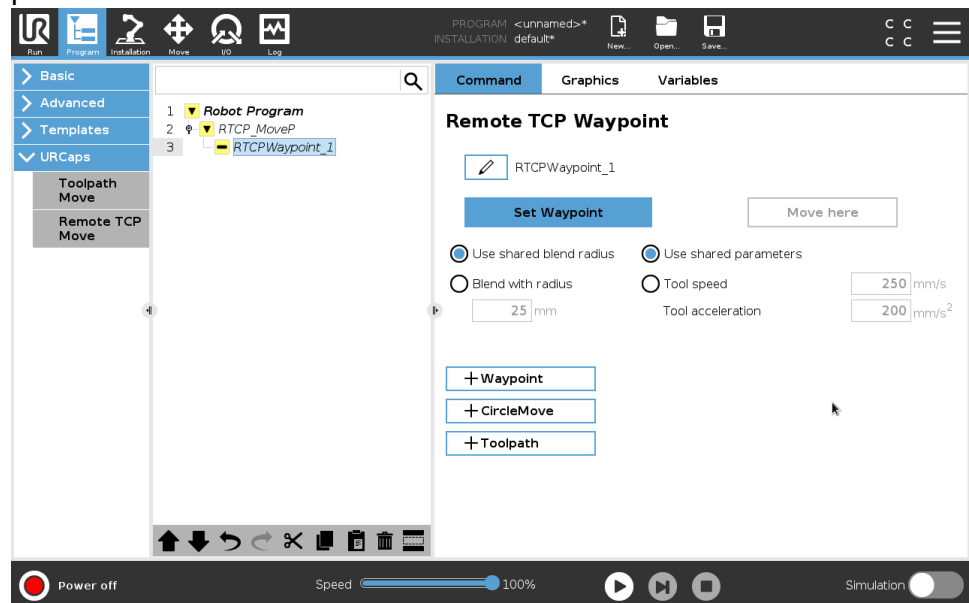 UR
Run
Program
Installation
Move
I/O
Log
PROGRAM <unnamed>*
INSTALLATION default*
New...
Open...
Save...
C C
C C
Basic
Advanced
Templates
URCaps
Toolpath
Move
Remote TCP
Move
1 Robot Program
2 RTCP_MoveP
3 RTCPWaypoint_1
Command Graphics Variables
Remote TCP Waypoint
RTCPWaypoint_1
Set Waypoint Move here
Use shared blend radius Use shared parameters
Blend with radius Tool speed 250 mm/s
25 mm Tool acceleration 200 mm/s2
+Waypoint
+CircleMove
+Toolpath
Power off Speed 100% Simulation